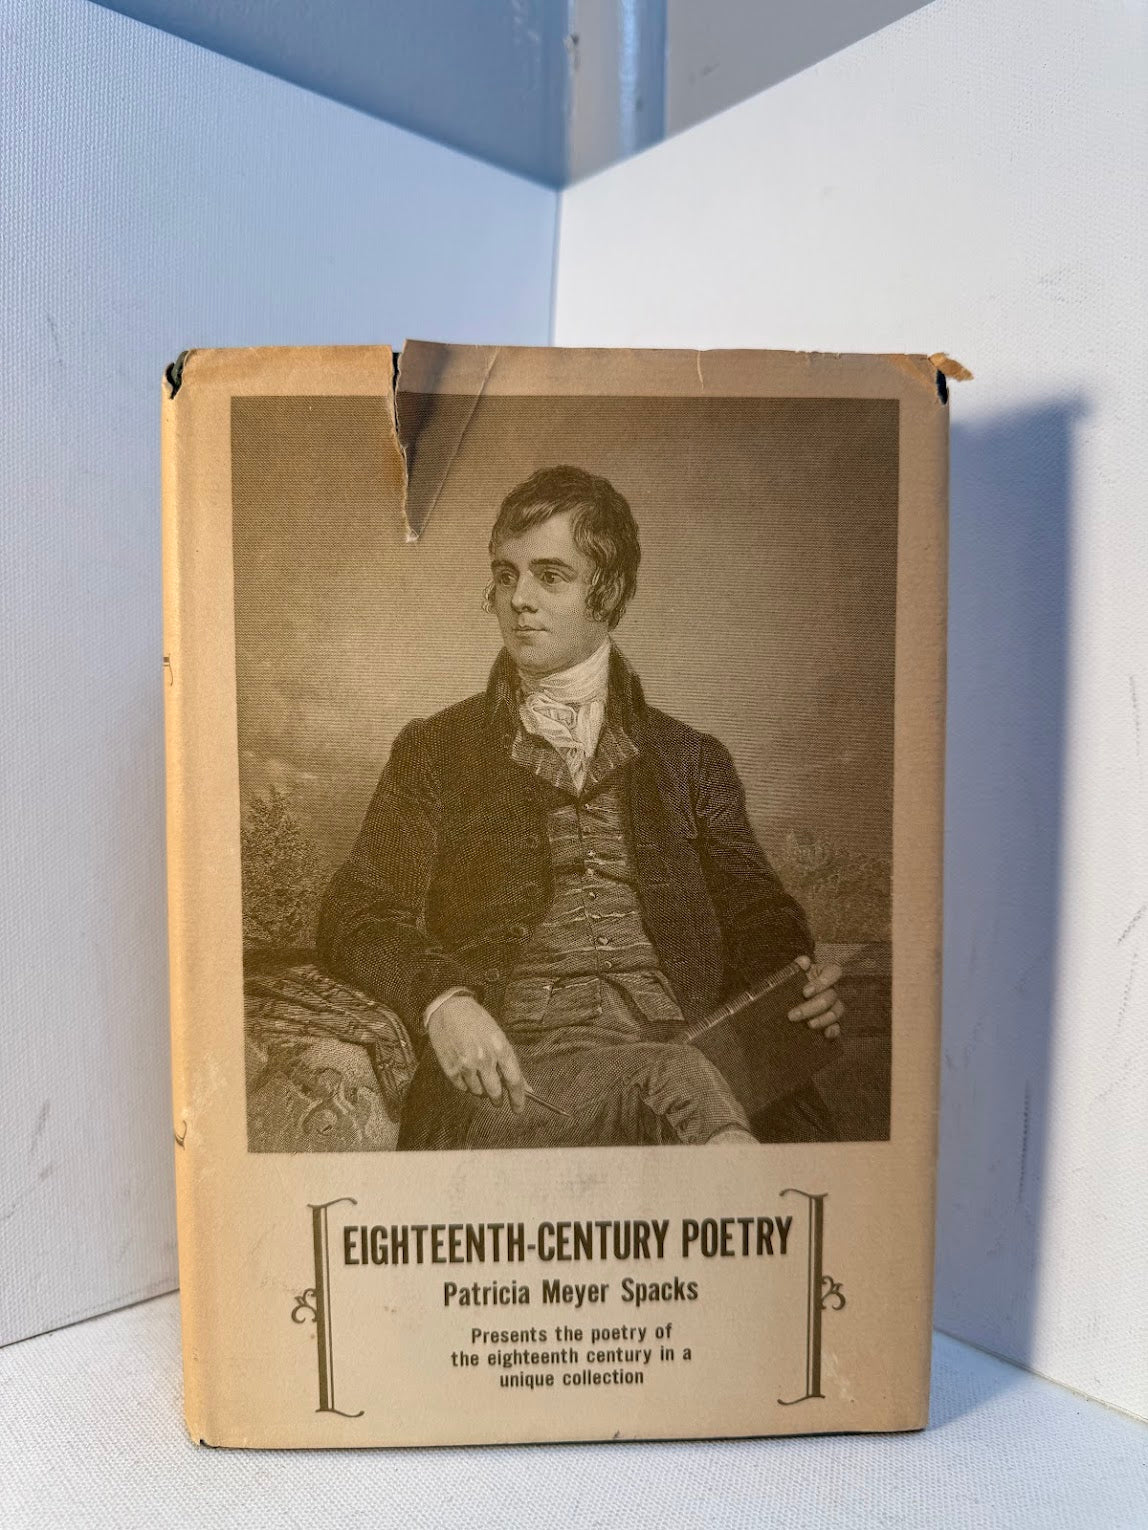 EIGHTEENTH-CENTURY POETRY
Patricia Meyer Spacks
Presents the poetry of
the eighteenth century in a
unique collection